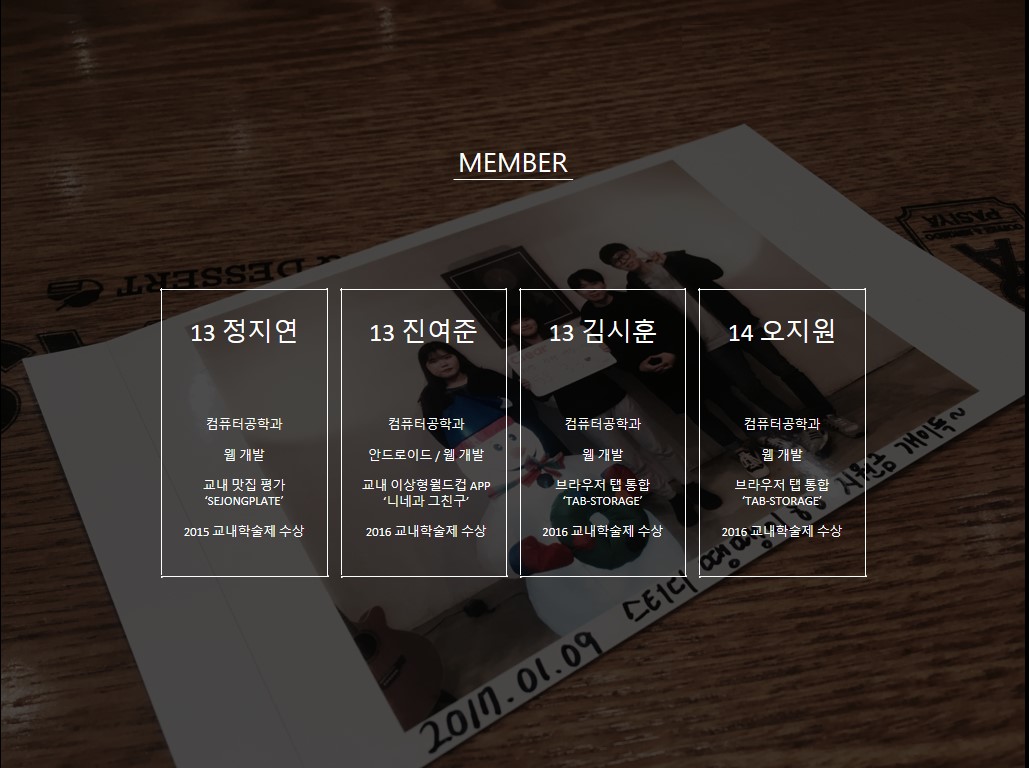 MEMBER
& DESSERT
PASIYA
13 정지연
컴퓨터공학과
웹 개발
교내 맛집 평가
‘SEJONGPLATE’
2015 교내학술제 수상
13 진여준
컴퓨터공학과
안드로이드 / 웹 개발
교내 이상형월드컵 APP
‘니네과 그친구’
2016 교내학술제 수상
13 김시훈
컴퓨터공학과
웹 개발
브라우저 탭 통합
‘TAB-STORAGE’
2016 교내학술제 수상
14 오지원
컴퓨터공학과
웹 개발
브라우저 탭 통합
‘TAB-STORAGE’
2016 교내학술제 수상
2017.01.09 스터디